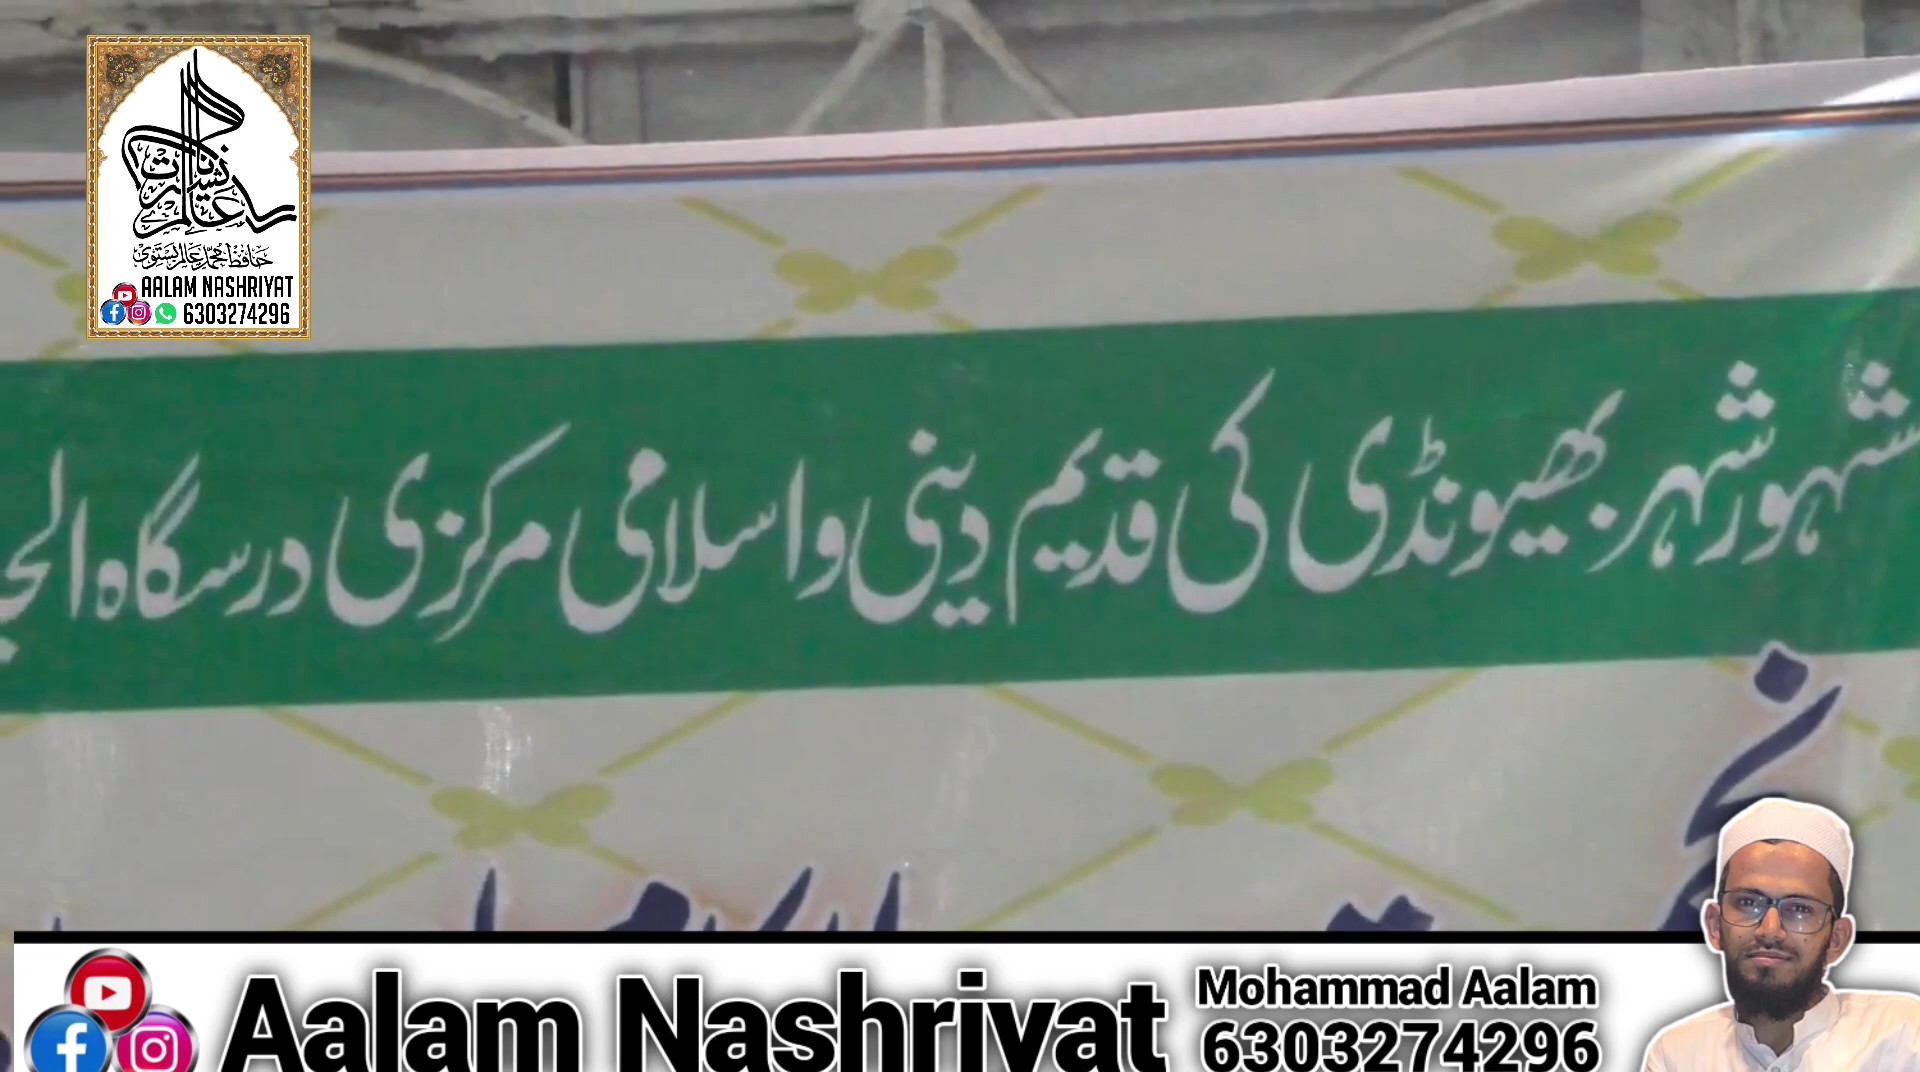 حافظ محمد عالم بستوی
AALAM NASHRIYAT
6303274296
شہر بھیونڈی کی قدیم دینی و اسلامی مرکزی درسگاہ
Aalam Nashriyat
Mohammad Aalam
6303274296